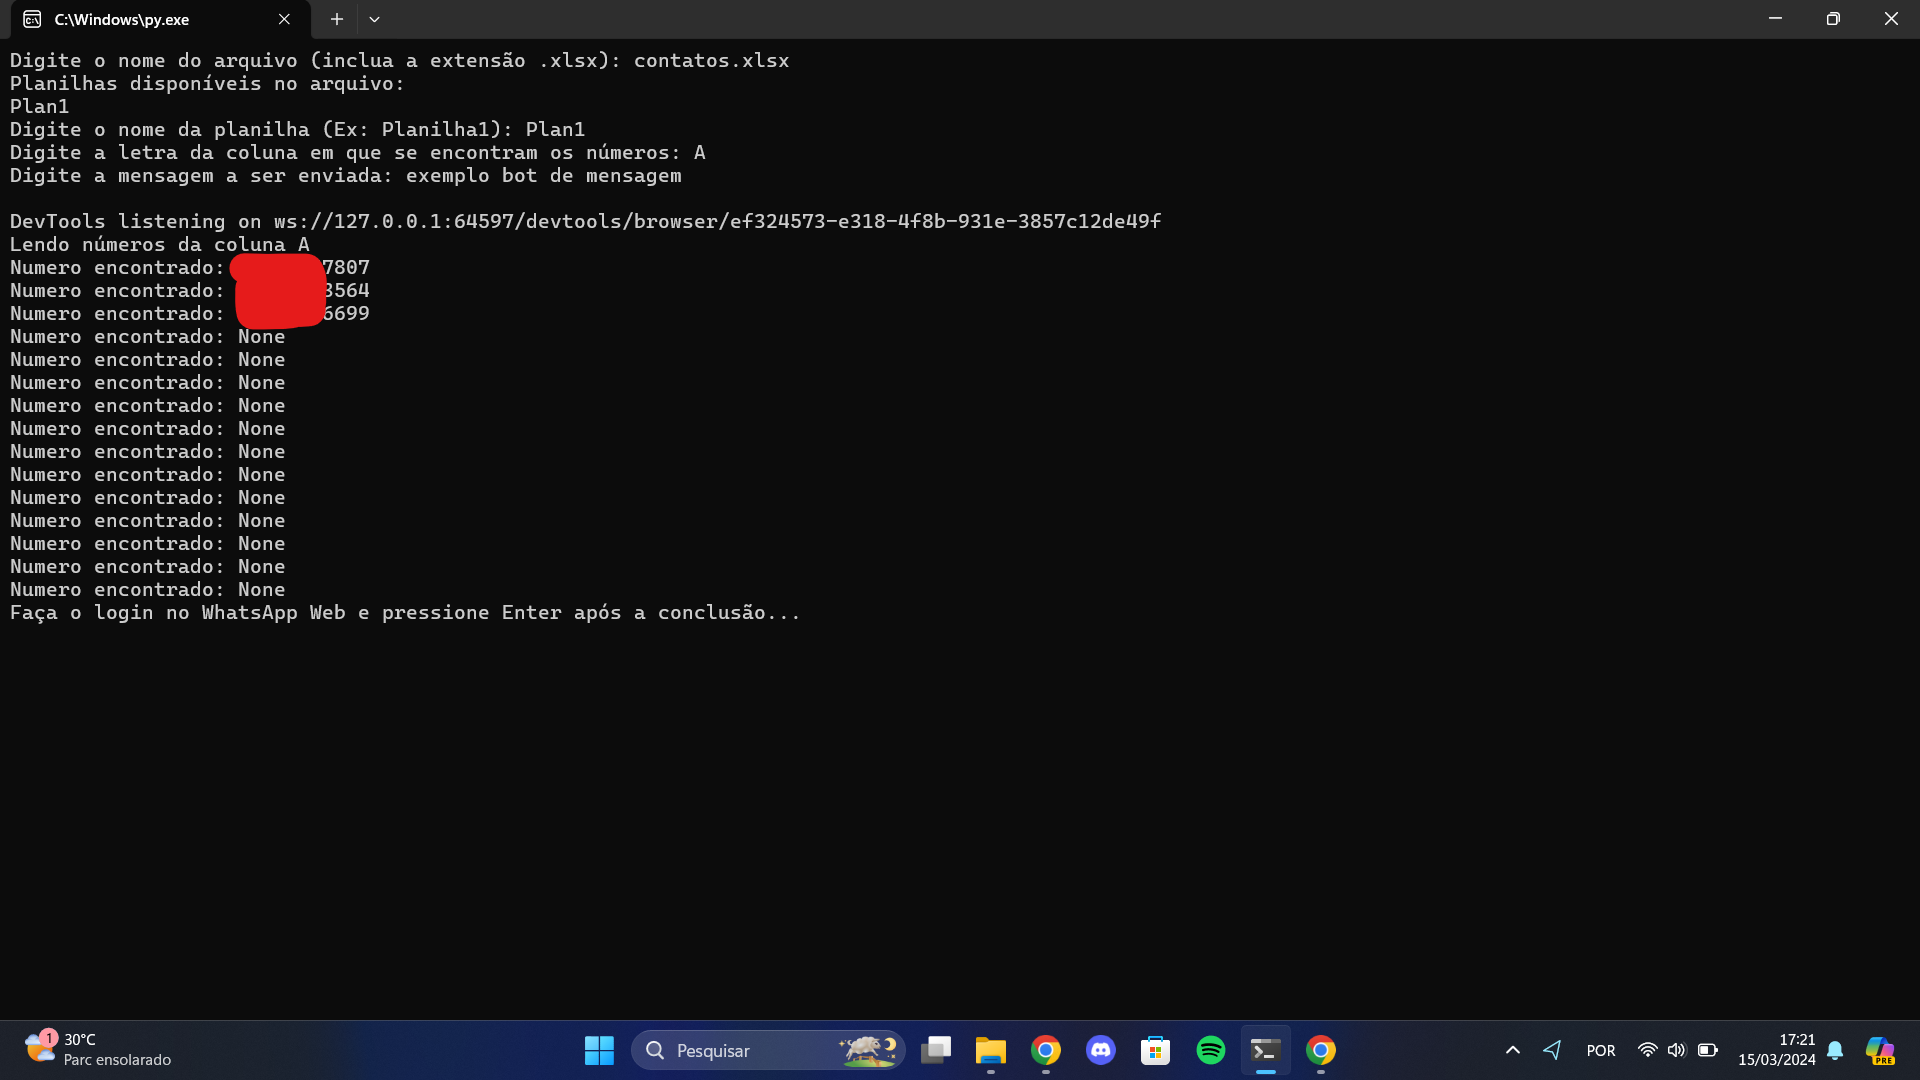 C:\Windows\py.exe
Digite o nome do arquivo (inclua a extensão .xlsx): contatos.xlsx
Planilhas disponíveis no arquivo:
Plan1
Digite o nome da planilha (Ex: Planilha1): Plan1
Digite a letra da coluna em que se encontram os números: A
Digite a mensagem a ser enviada: exemplo bot de mensagem
DevTools listening on ws://127.0.0.1:64597/devtools/browser/ef324573-e318-4f8b-931e-3857c12de49f
Lendo números da coluna A
Numero encontrado: 7807
Numero encontrado: 3564
Numero encontrado: 6699
Numero encontrado: None
Numero encontrado: None
Numero encontrado: None
Numero encontrado: None
Numero encontrado: None
Numero encontrado: None
Numero encontrado: None
Numero encontrado: None
Numero encontrado: None
Numero encontrado: None
Numero encontrado: None
Numero encontrado: None
Faça o login no WhatsApp Web e pressione Enter após a conclusão...
1
30°C
Parc ensolarado
Pesquisar
POR
17:21
15/03/2024
PRE